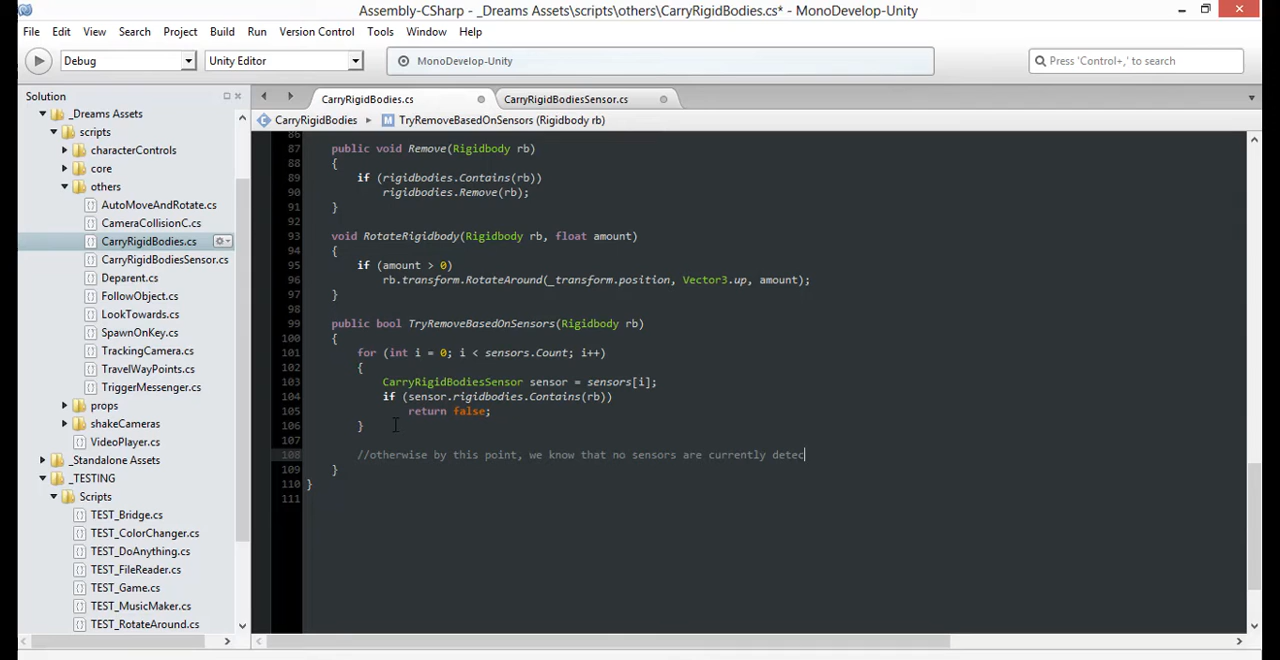 Assembly-CSharp - _Dreams Assets\scripts\others\CarryRigidBodies.cs* - MonoDevelop-Unity
File Edit View Search Project Build Run Version Control Tools Window Help
Debug Unity Editor MonoDevelop-Unity Press 'Control+,' to search
Solution
CarryRigidBodies.cs CarryRigidBodiesSensor.cs
CarryRigidBodies TryRemoveBasedOnSensors (Rigidbody rb)
_Dreams Assets
scripts
characterControls
core
others
AutoMoveAndRotate.cs
CameraCollisionC.cs
CarryRigidBodies.cs
CarryRigidBodiesSensor.cs
Deparent.cs
FollowObject.cs
LookTowards.cs
SpawnOnKey.cs
TrackingCamera.cs
TravelWayPoints.cs
TriggerMessenger.cs
props
shakeCameras
VideoPlayer.cs
_Standalone Assets
_TESTING
Scripts
TEST_Bridge.cs
TEST_ColorChanger.cs
TEST_DoAnything.cs
TEST_FileReader.cs
TEST_Game.cs
TEST_MusicMaker.cs
TEST_RotateAround.cs
86
87 public void Remove(Rigidbody rb)
88 {
89 if (rigidbodies.Contains(rb))
90 rigidbodies.Remove(rb);
91 }
92
93 void RotateRigidbody(Rigidbody rb, float amount)
94 {
95 if (amount > 0)
96 rb.transform.RotateAround(_transform.position, Vector3.up, amount);
97 }
98
99 public bool TryRemoveBasedOnSensors(Rigidbody rb)
100 {
101 for (int i = 0; i < sensors.Count; i++)
102 {
103 CarryRigidBodiesSensor sensor = sensors[i];
104 if (sensor.rigidbodies.Contains(rb))
105 return false;
106 }
107
108 //otherwise by this point, we know that no sensors are currently detec
109 }
110 }
111